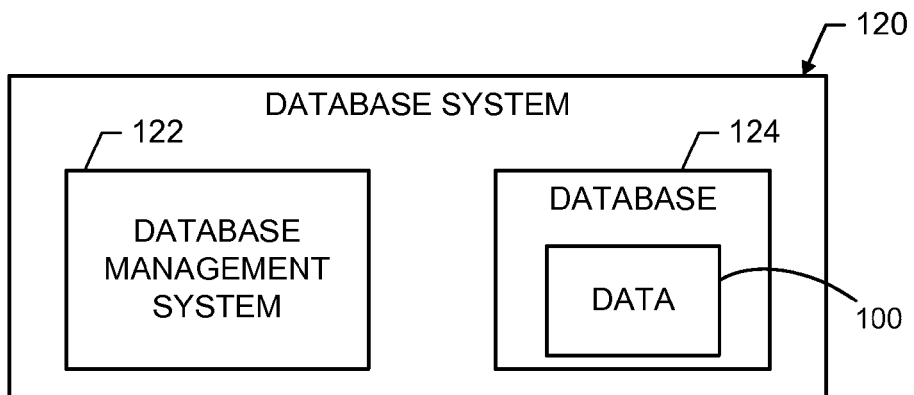 120
DATABASE SYSTEM
122
124
DATABASE
MANAGEMENT
SYSTEM
DATABASE
DATA
100